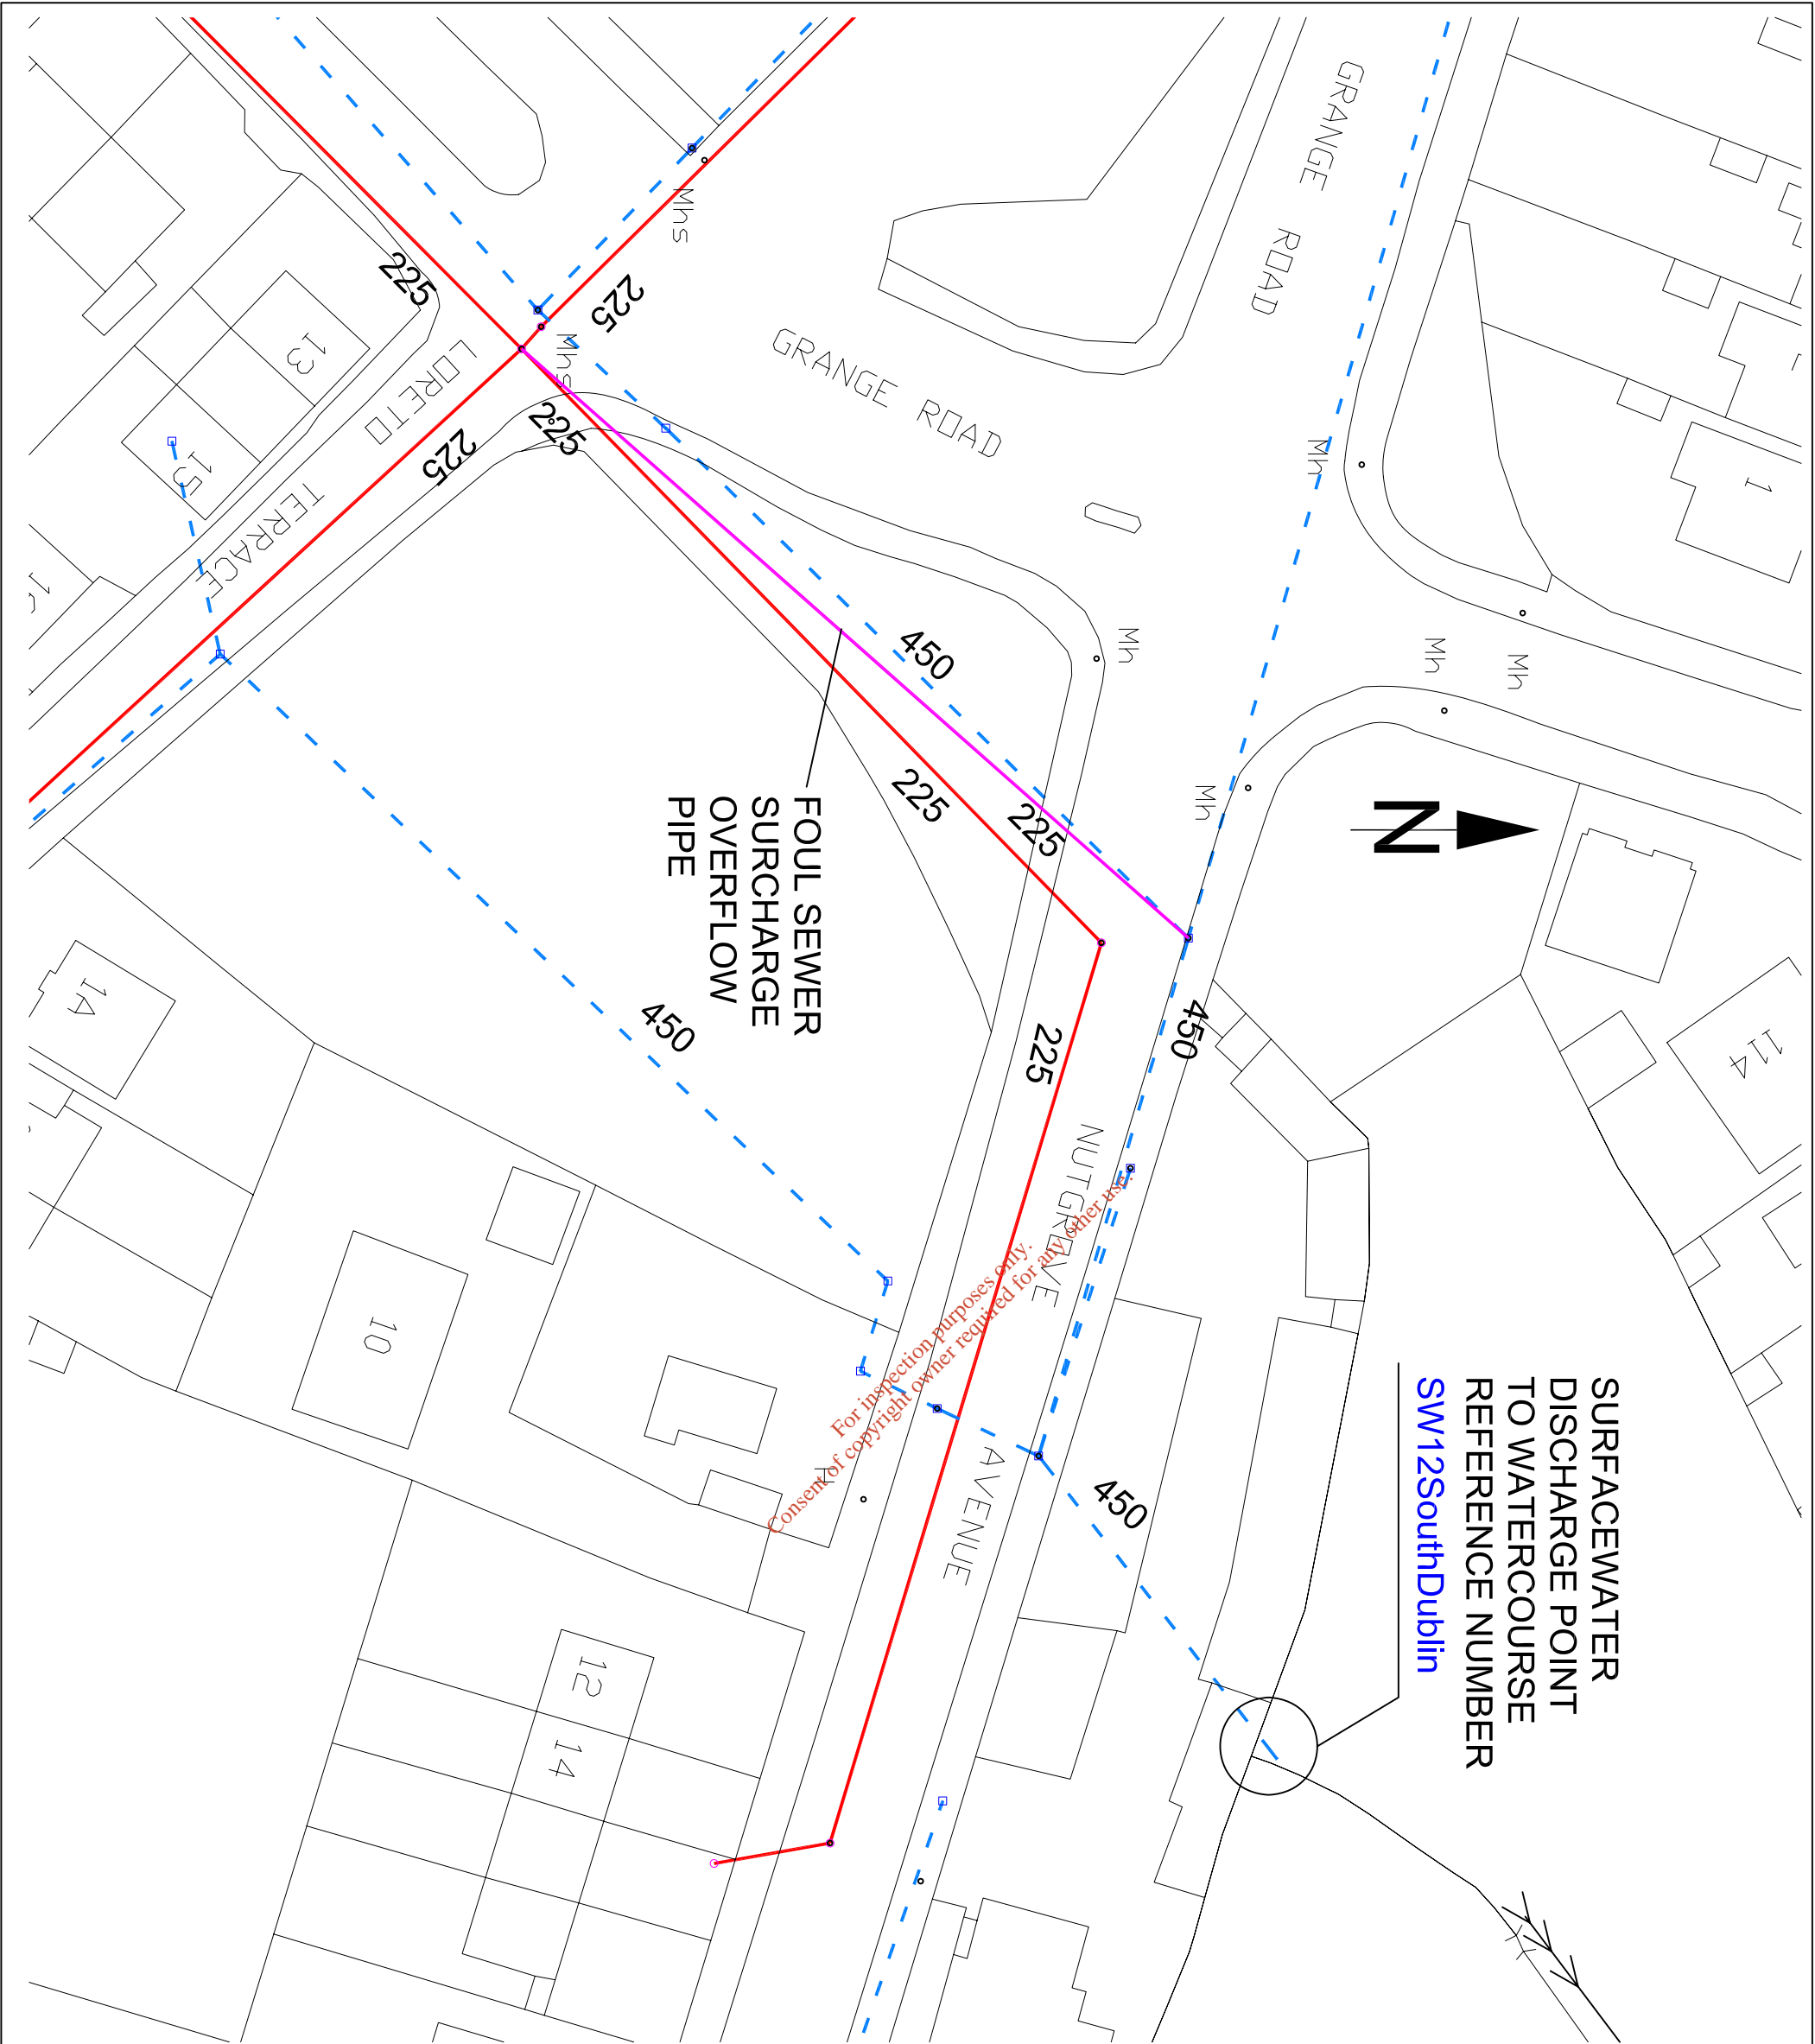 SURFACEWATER
DISCHARGE POINT
TO WATERCOURSE
REFERENCE NUMBER
SW12SouthDublin
FOUL SEWER
SURCHARGE
OVERFLOW
PIPE
GRANGE ROAD
GRANGE ROAD
LORETO TERRACE
NUTGROVE AVENUE
N
Mhs
Mhs
Mh
Mh
Mh
Mh
Mh
225
225
225
225
225
225
225
450
450
450
450
1
13
15
1A
10
12
14
114
For inspection purposes only.
Consent of copyright owner required for any other use.